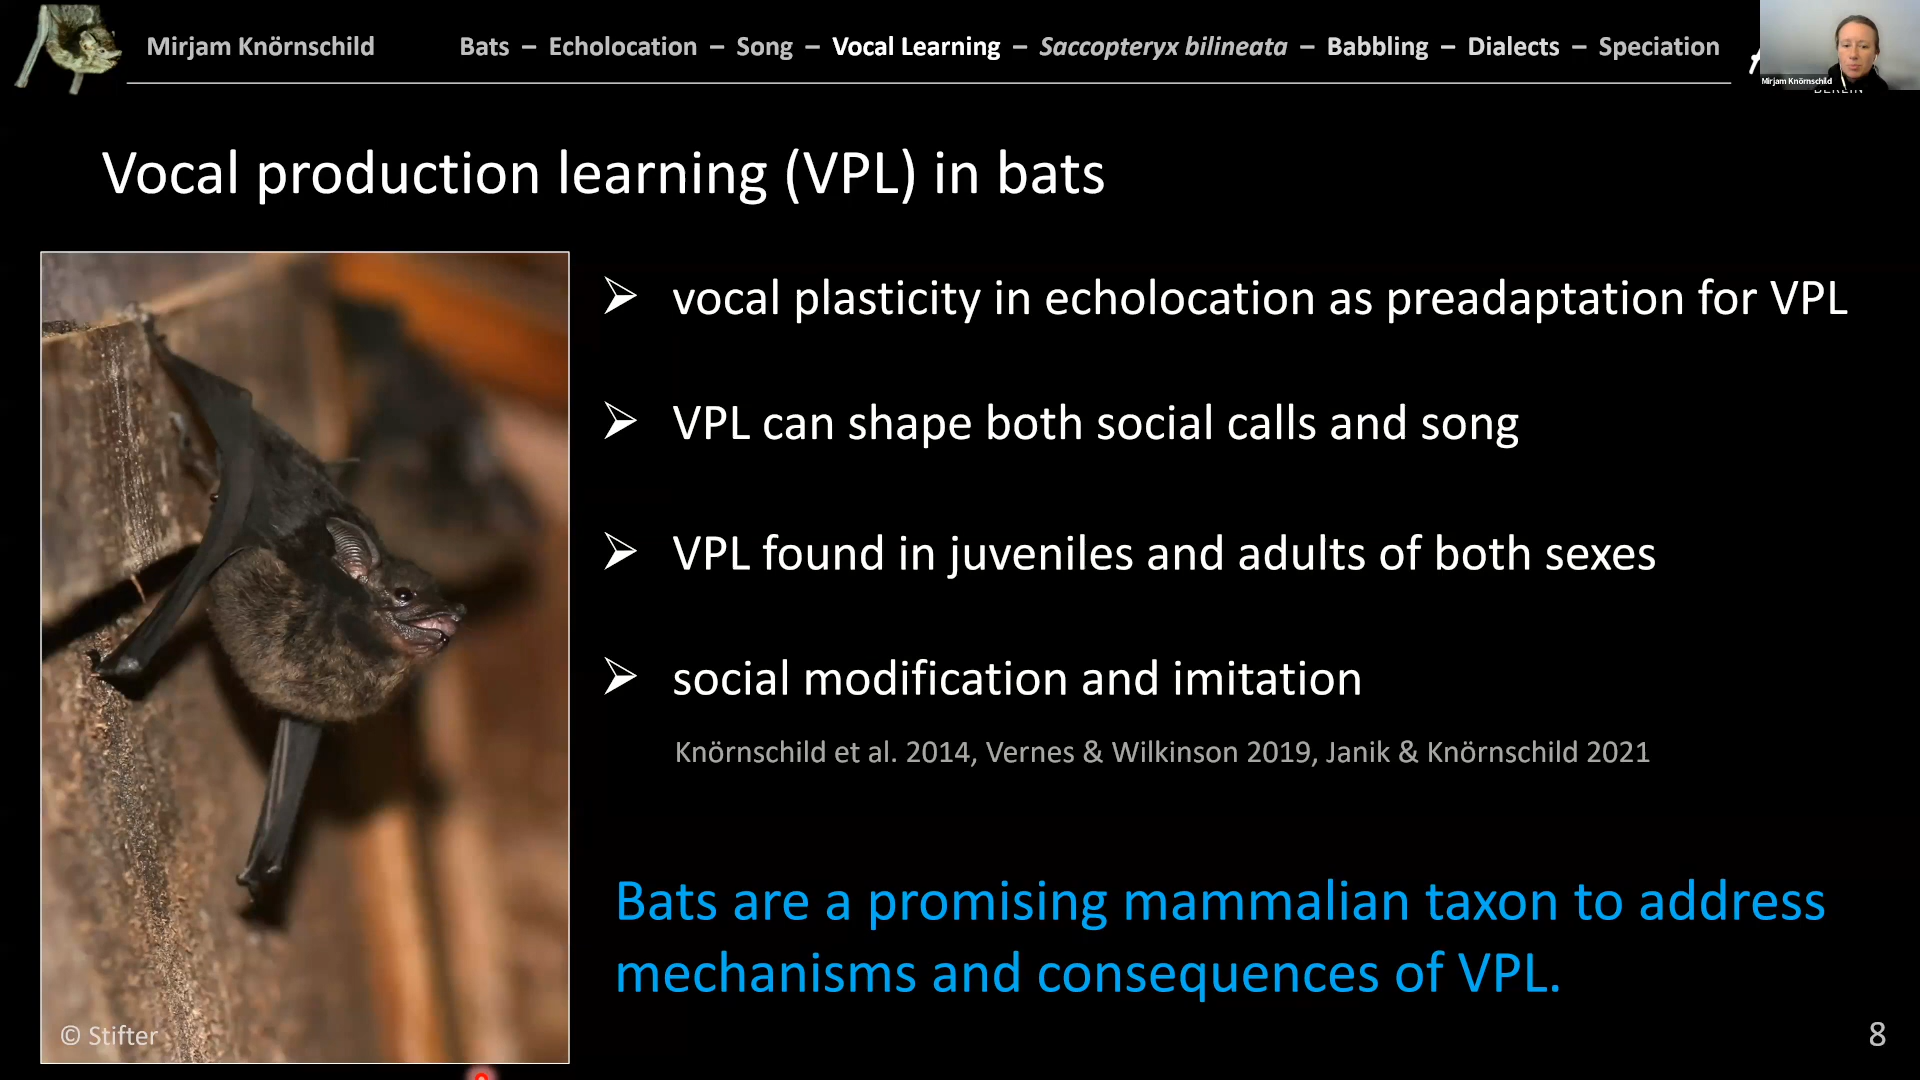 Mirjam Knörnschild Bats – Echolocation – Song – Vocal Learning – Saccopteryx bilineata – Babbling – Dialects – Speciation
Mirjam Knörnschild
Vocal production learning (VPL) in bats
➢ vocal plasticity in echolocation as preadaptation for VPL
➢ VPL can shape both social calls and song
➢ VPL found in juveniles and adults of both sexes
➢ social modification and imitation
Knörnschild et al. 2014, Vernes & Wilkinson 2019, Janik & Knörnschild 2021
Bats are a promising mammalian taxon to address
mechanisms and consequences of VPL.
© Stifter
8